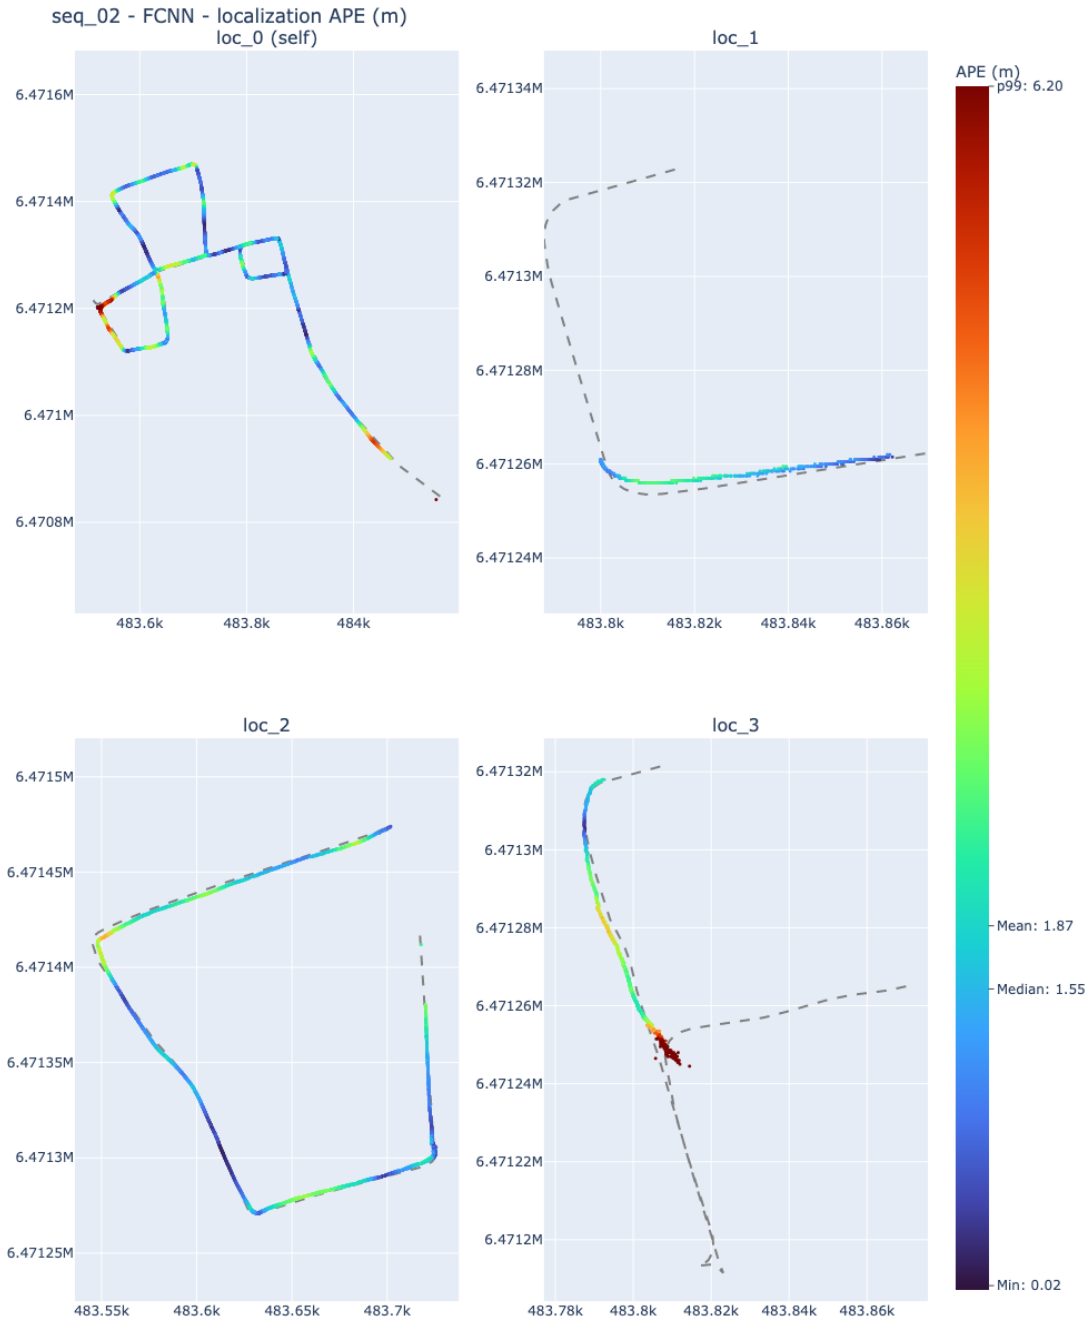 seq_02 - FCNN - localization APE (m)
loc_0 (self)
6.4716M
6.4714M
6.4712M
6.471M
6.4708M
483.6k
483.8k
484k
loc_1
6.47134M
6.47132M
6.4713M
6.47128M
6.47126M
6.47124M
483.8k
483.82k
483.84k
483.86k
loc_2
6.4715M
6.47145M
6.4714M
6.47135M
6.4713M
6.47125M
483.55k
483.6k
483.65k
483.7k
loc_3
6.47132M
6.4713M
6.47128M
6.47126M
6.47124M
6.47122M
6.4712M
483.78k
483.8k
483.82k
483.84k
483.86k
APE (m)
p99: 6.20
Mean: 1.87
Median: 1.55
Min: 0.02